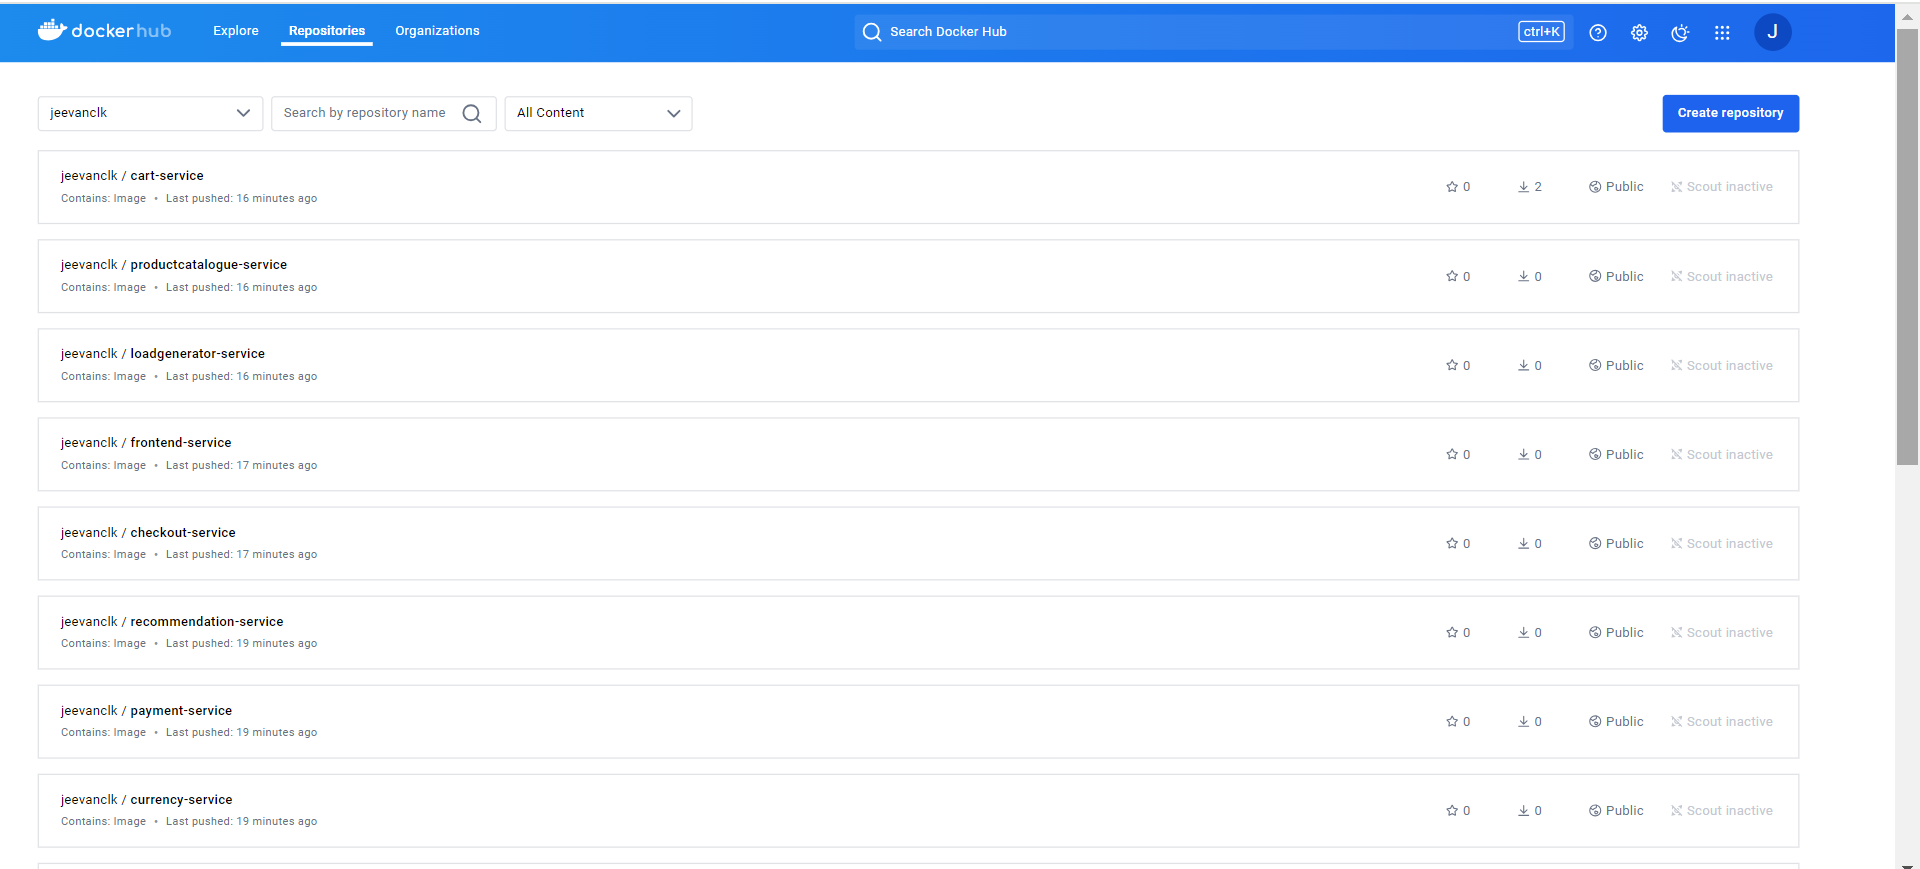 dockerhub Explore Repositories Organizations Search Docker Hub ctrl+K J
jeevanclk Search by repository name All Content Create repository
jeevanclk / cart-service
Contains: Image • Last pushed: 16 minutes ago
0 2 Public Scout inactive
jeevanclk / productcatalogue-service
Contains: Image • Last pushed: 16 minutes ago
0 0 Public Scout inactive
jeevanclk / loadgenerator-service
Contains: Image • Last pushed: 16 minutes ago
0 0 Public Scout inactive
jeevanclk / frontend-service
Contains: Image • Last pushed: 17 minutes ago
0 0 Public Scout inactive
jeevanclk / checkout-service
Contains: Image • Last pushed: 17 minutes ago
0 0 Public Scout inactive
jeevanclk / recommendation-service
Contains: Image • Last pushed: 19 minutes ago
0 0 Public Scout inactive
jeevanclk / payment-service
Contains: Image • Last pushed: 19 minutes ago
0 0 Public Scout inactive
jeevanclk / currency-service
Contains: Image • Last pushed: 19 minutes ago
0 0 Public Scout inactive